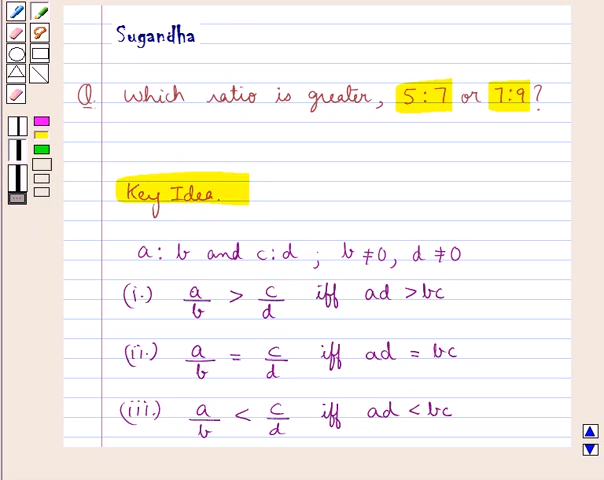 Sugandha
Q. Which ratio is greater, 5:7 or 7:9?
Key Idea.
a:b and c:d ; b ≠ 0, d ≠ 0
(i.) a/b > c/d iff ad > bc
(ii.) a/b = c/d iff ad = bc
(iii.) a/b < c/d iff ad < bc